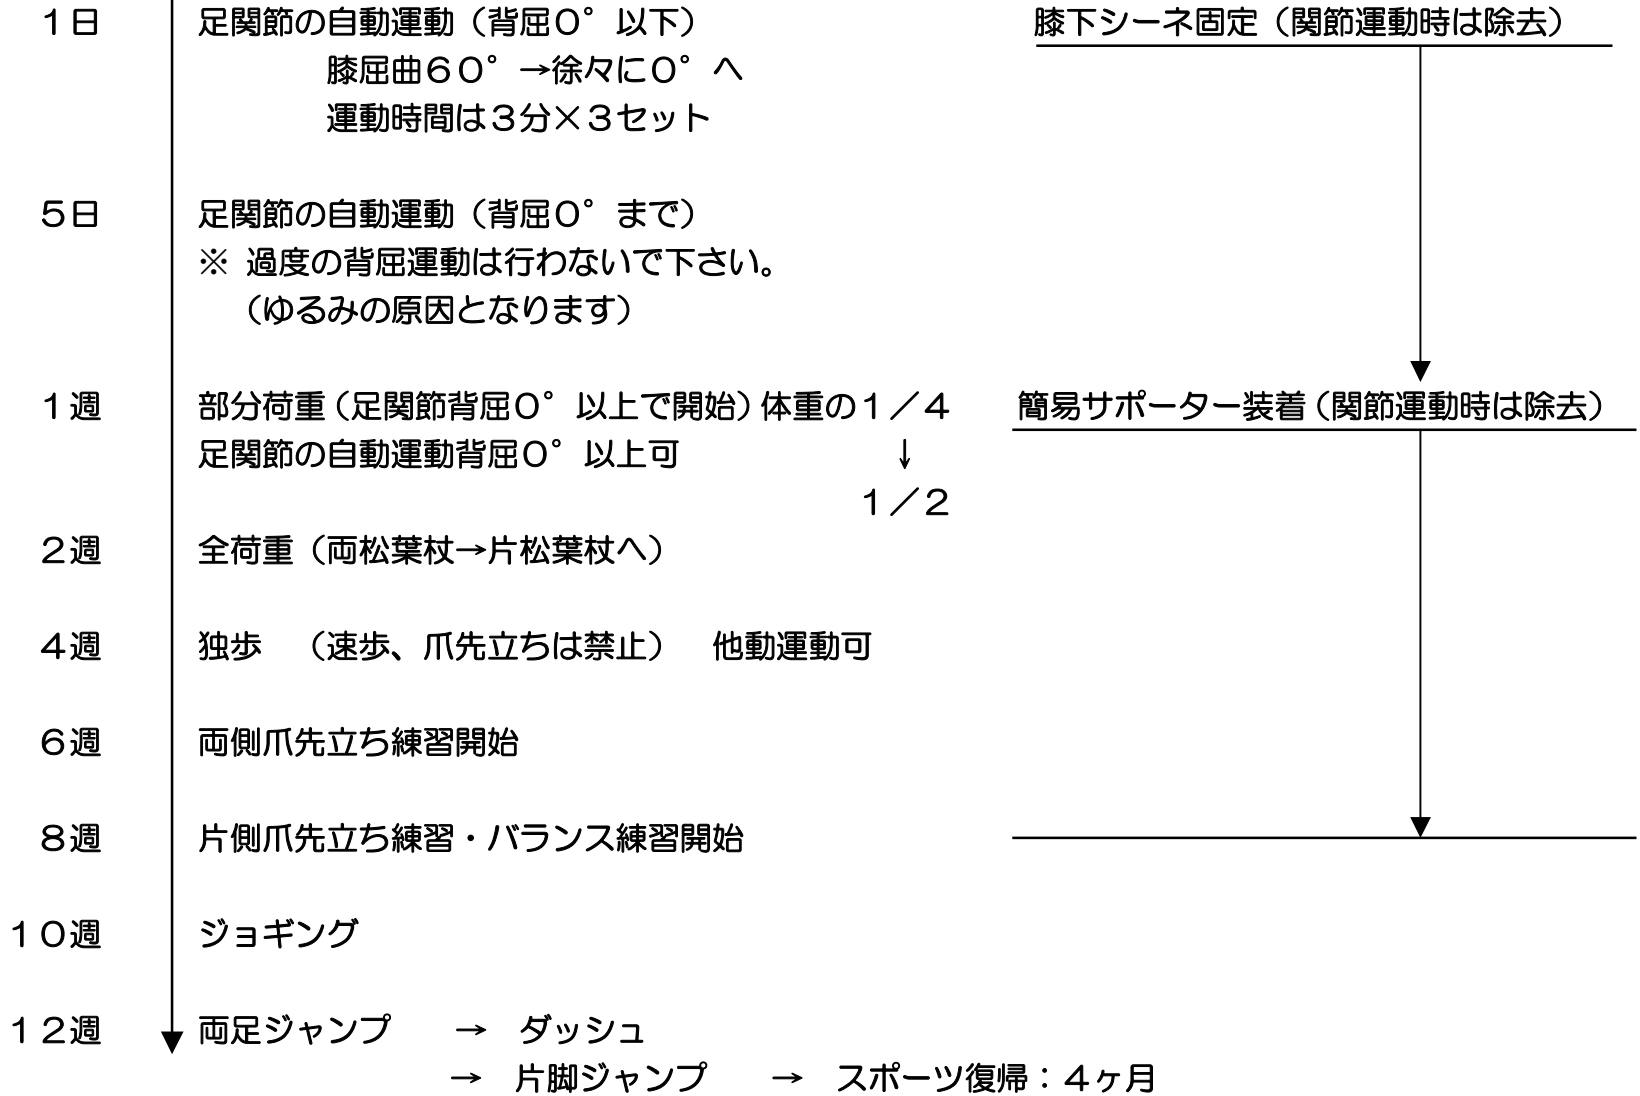 １日　足関節の自動運動（背屈０°以下）　膝下シーネ固定（関節運動時は除去）
膝屈曲６０°→徐々に０°へ
運動時間は３分×３セット
５日　足関節の自動運動（背屈０°まで）
※ 過度の背屈運動は行わないで下さい。
（ゆるみの原因となります）
１週　部分荷重（足関節背屈０°以上で開始）体重の１／４　簡易サポーター装着（関節運動時は除去）
足関節の自動運動背屈０°以上可　↓
１／２
２週　全荷重（両松葉杖→片松葉杖へ）
４週　独歩　（速歩、爪先立ちは禁止）　他動運動可
６週　両側爪先立ち練習開始
８週　片側爪先立ち練習・バランス練習開始
１０週　ジョギング
１２週　両足ジャンプ　→　ダッシュ
→　片脚ジャンプ　→　スポーツ復帰：４ヶ月